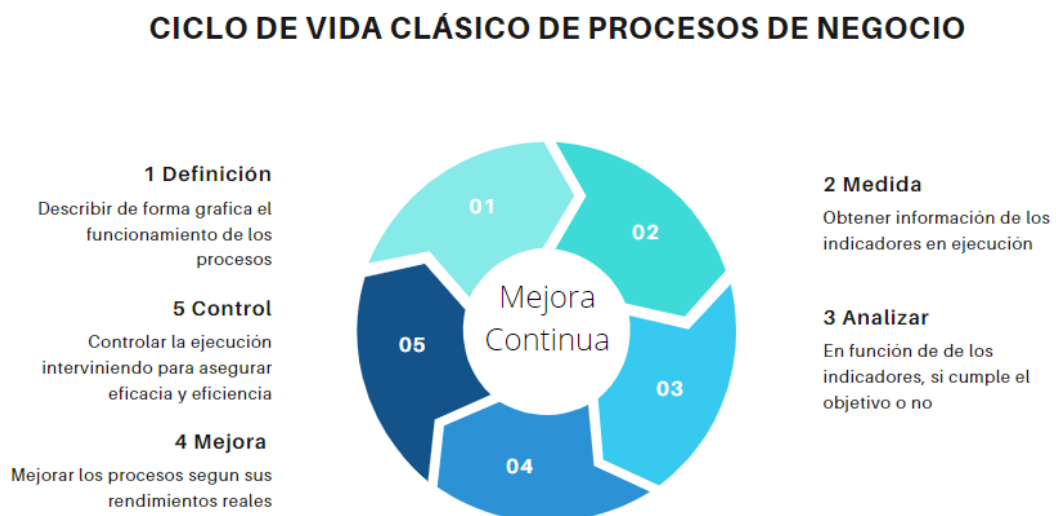 CICLO DE VIDA CLÁSICO DE PROCESOS DE NEGOCIO
1 Definición
Describir de forma grafica el
funcionamiento de los
procesos
5 Control
Controlar la ejecución
interviniendo para asegurar
eficacia y eficiencia
4 Mejora
Mejorar los procesos segun sus
rendimientos reales
01
02
03
04
05
Mejora
Continua
2 Medida
Obtener información de los
indicadores en ejecución
3 Analizar
En función de de los
indicadores, si cumple el
objetivo o no